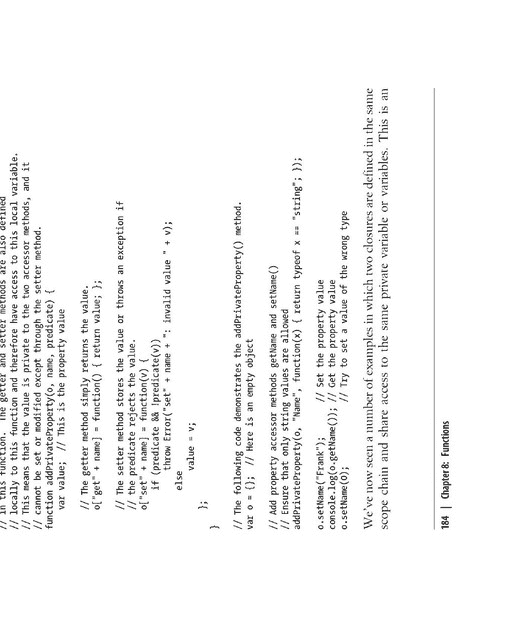 // in this function. The getter and setter methods are also defined
// locally to this function and therefore have access to this local variable.
// This means that the value is private to the two accessor methods, and it
// cannot be set or modified except through the setter method.
function addPrivateProperty(o, name, predicate) {
var value; // This is the property value
// The getter method simply returns the value.
o["get" + name] = function() { return value; };
// The setter method stores the value or throws an exception if
// the predicate rejects the value.
o["set" + name] = function(v) {
if (predicate && !predicate(v))
throw Error("set" + name + ": invalid value " + v);
else
value = v;
};
}
// The following code demonstrates the addPrivateProperty() method.
var o = {}; // Here is an empty object
// Add property accessor methods getName and setName()
// Ensure that only string values are allowed
addPrivateProperty(o, "Name", function(x) { return typeof x == "string"; });
o.setName("Frank"); // Set the property value
console.log(o.getName()); // Get the property value
o.setName(0); // Try to set a value of the wrong type
We've now seen a number of examples in which two closures are defined in the same
scope chain and share access to the same private variable or variables. This is an
184 | Chapter 8: Functions